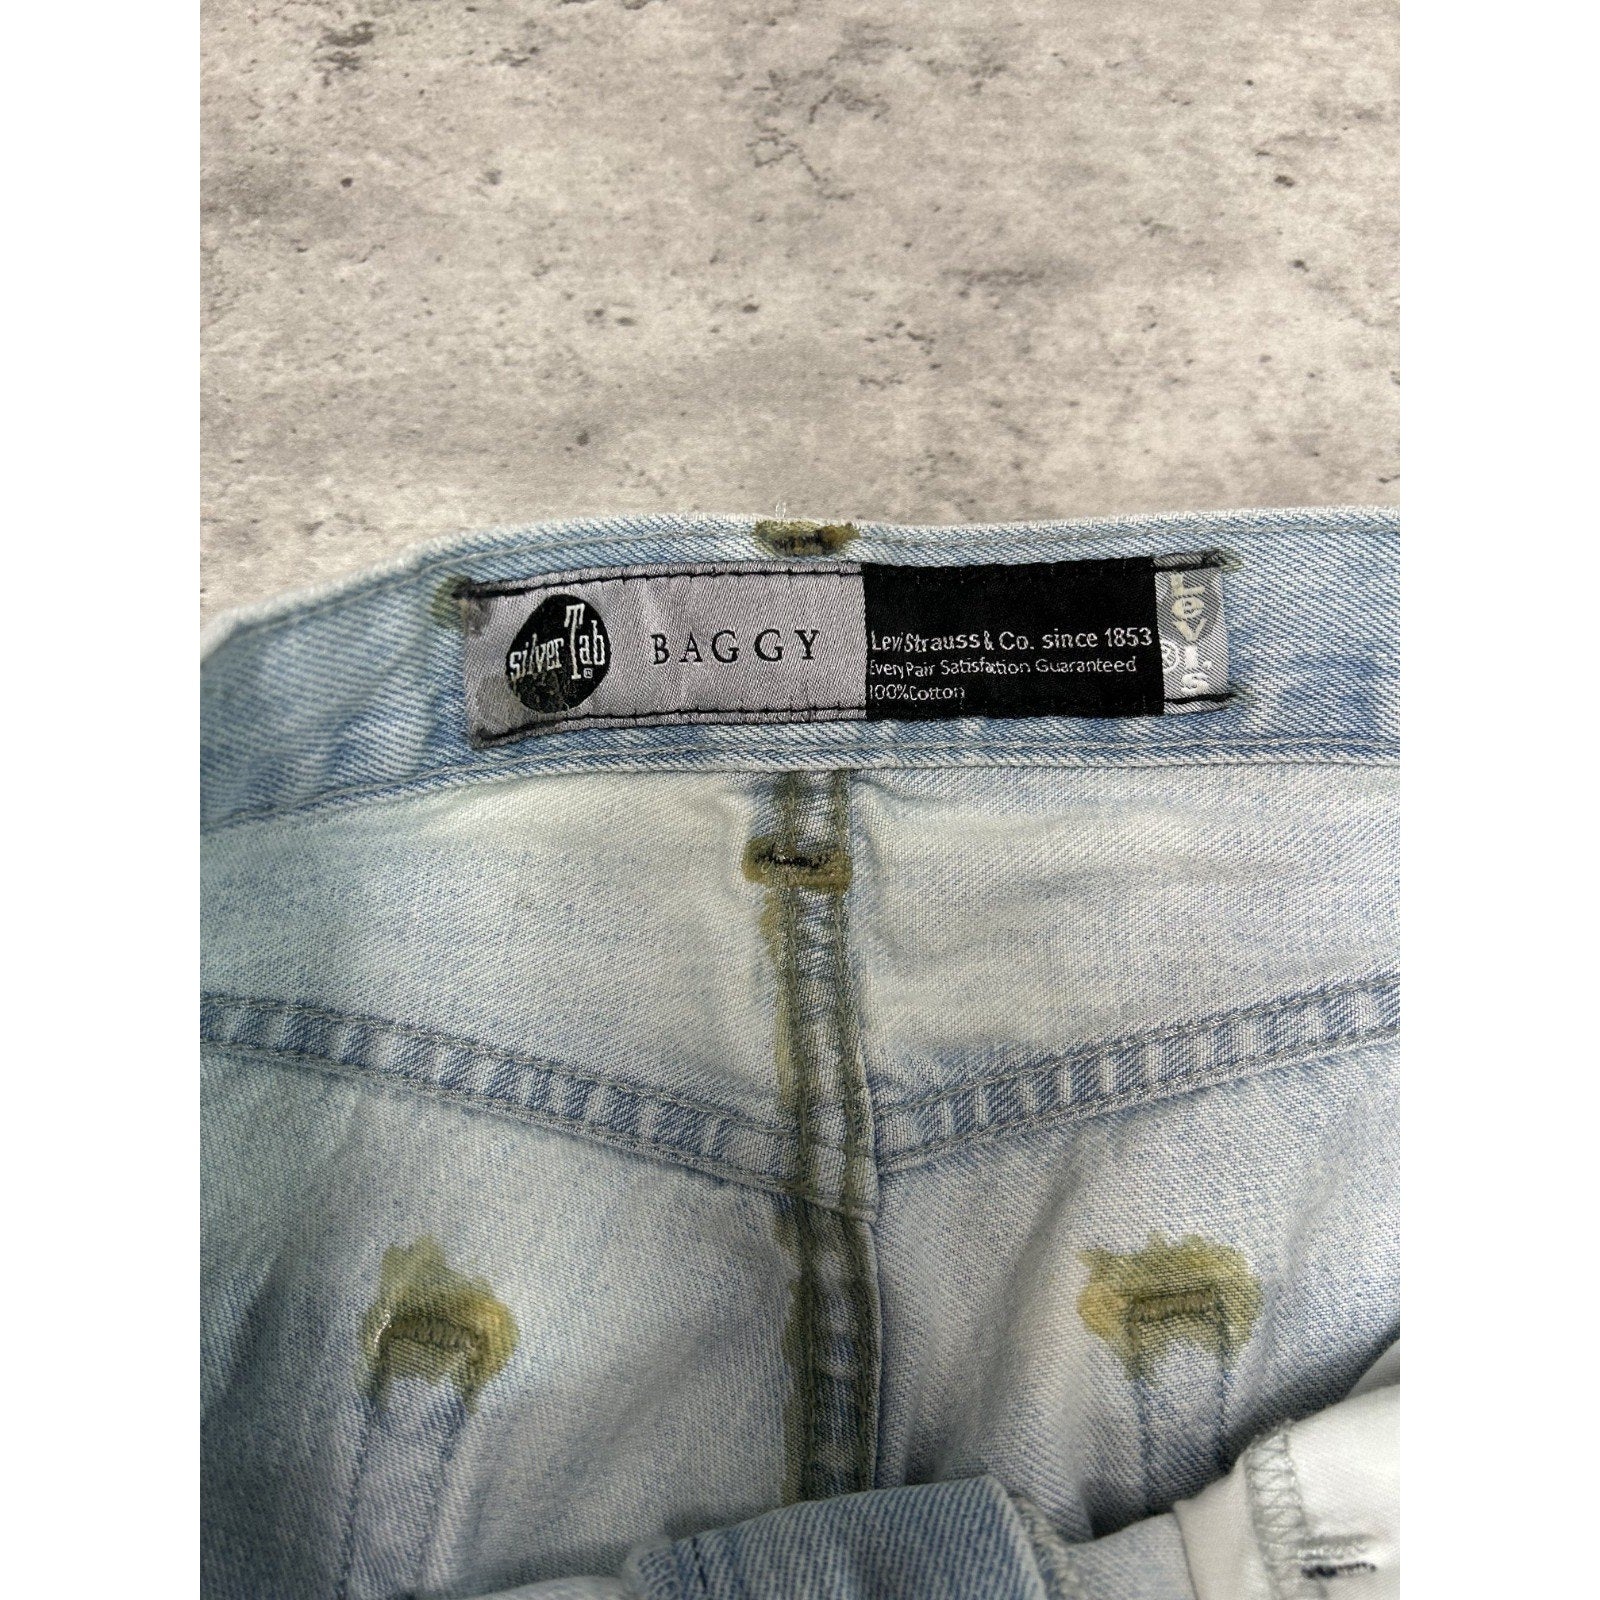 silver Tab ®
BAGGY
Levi Strauss & Co. since 1853
Every Pair Satisfaction Guaranteed
100% Cotton
LeVI.s ®